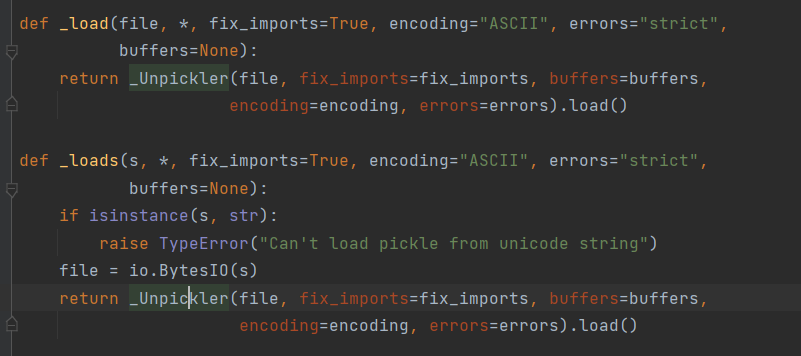 def _load(file, *, fix_imports=True, encoding="ASCII", errors="strict",
          buffers=None):
    return _Unpickler(file, fix_imports=fix_imports, buffers=buffers,
                     encoding=encoding, errors=errors).load()

def _loads(s, *, fix_imports=True, encoding="ASCII", errors="strict",
           buffers=None):
    if isinstance(s, str):
        raise TypeError("Can't load pickle from unicode string")
    file = io.BytesIO(s)
    return _Unpickler(file, fix_imports=fix_imports, buffers=buffers,
                      encoding=encoding, errors=errors).load()